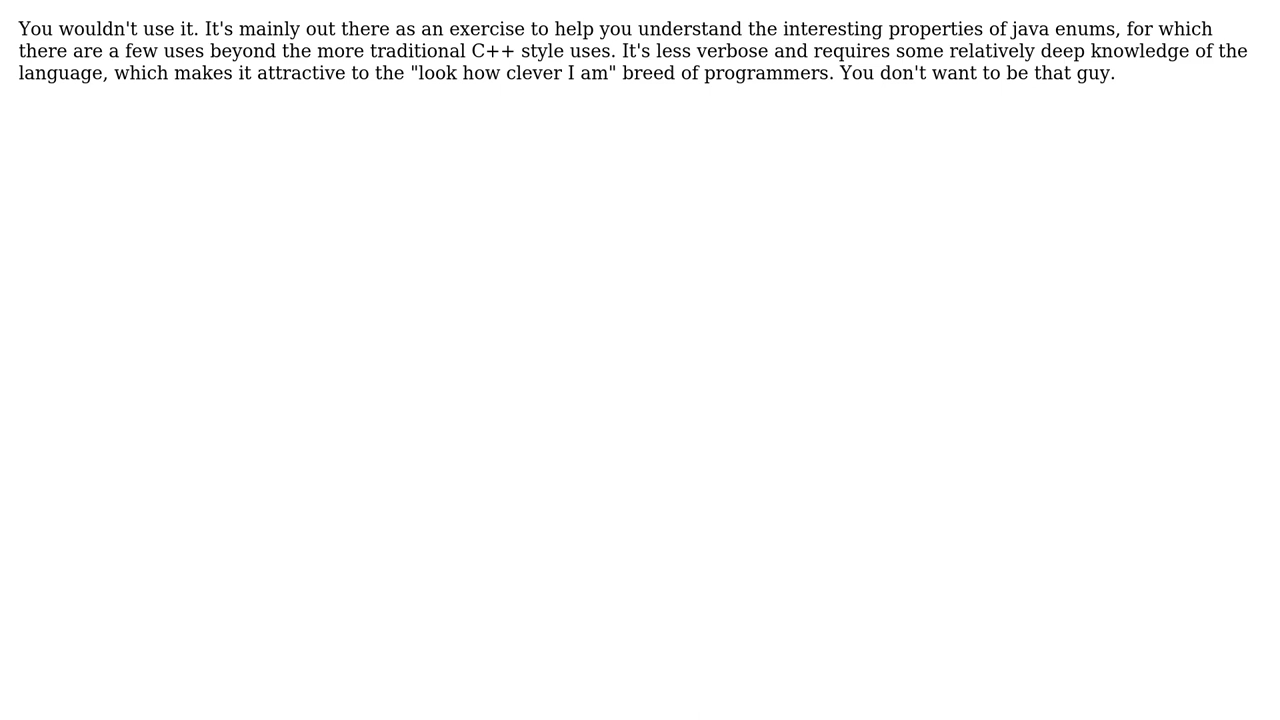 You wouldn't use it. It's mainly out there as an exercise to help you understand the interesting properties of java enums, for which
there are a few uses beyond the more traditional C++ style uses. It's less verbose and requires some relatively deep knowledge of the
language, which makes it attractive to the "look how clever I am" breed of programmers. You don't want to be that guy.